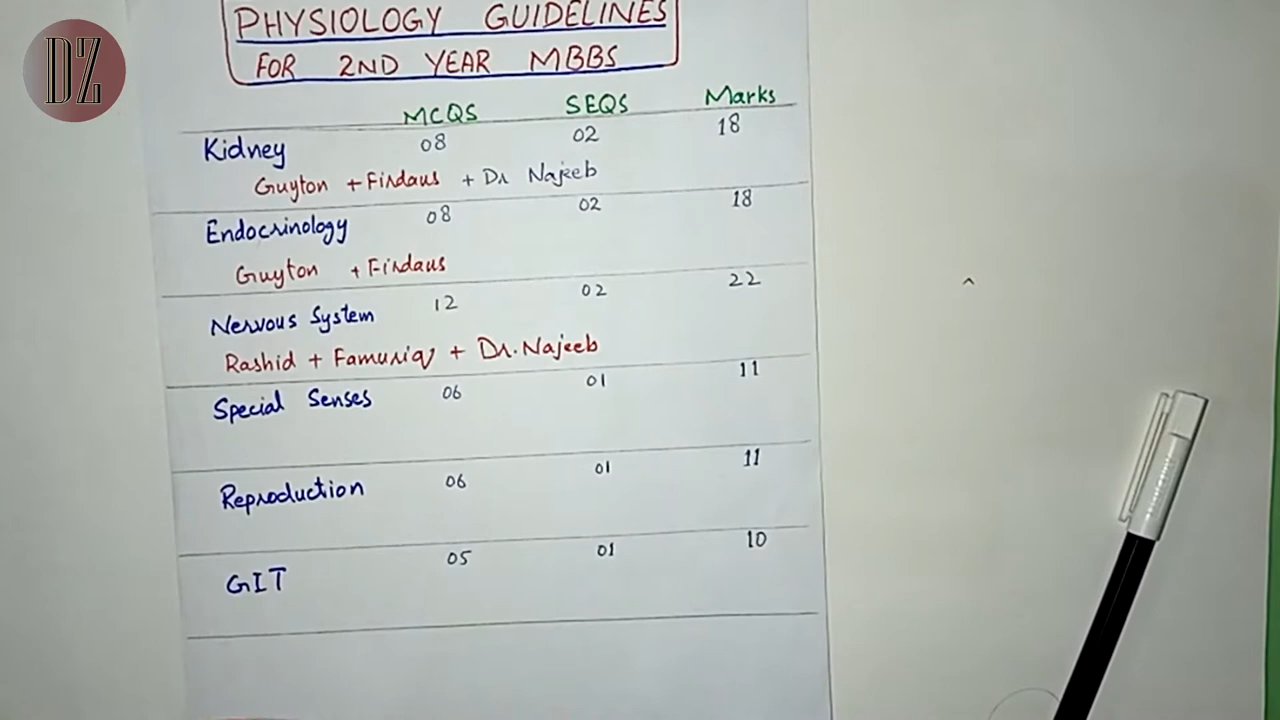 DZ
PHYSIOLOGY GUIDELINES
FOR 2ND YEAR MBBS
MCQS SEQS Marks
Kidney 08 02 18
Guyton + Firdaus + Dr Najeeb
Endocrinology 08 02 18
Guyton + Firdaus
Nervous System 12 02 22
Rashid + Famuriq + Dr. Najeeb
Special Senses 06 01 11
Reproduction 06 01 11
GIT 05 01 10